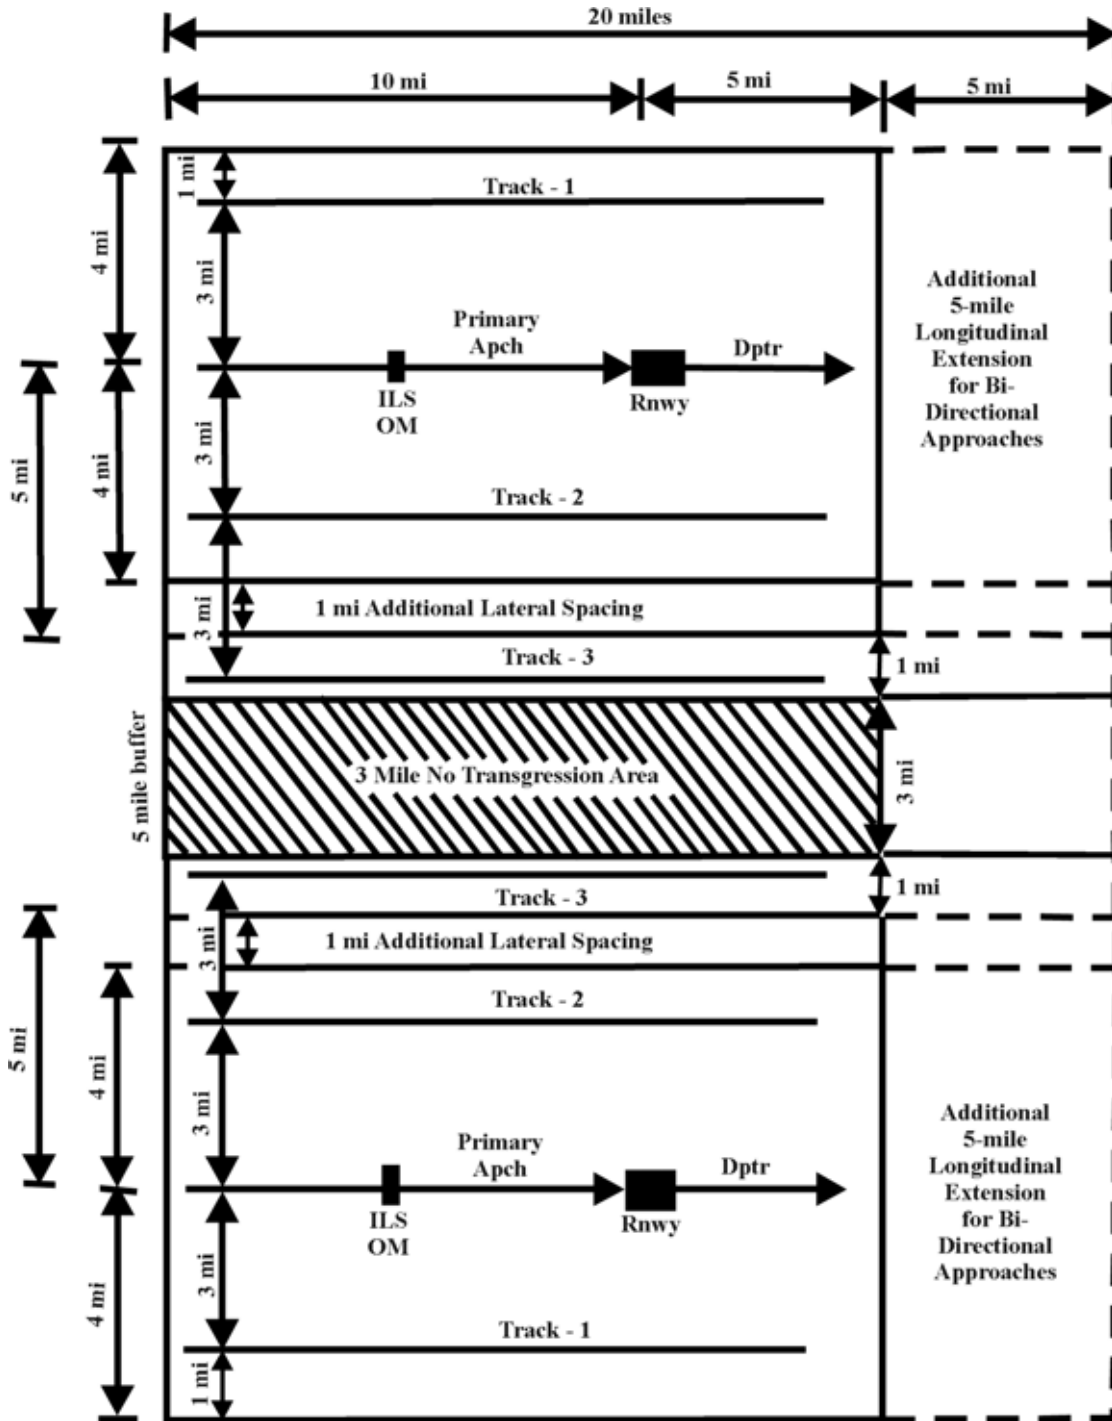 20 miles
10 mi
5 mi
5 mi
1 mi
Track - 1
4 mi
3 mi
Primary
Apch
Dptr
ILS
OM
Rnwy
Additional
5-mile
Longitudinal
Extension
for Bi-
Directional
Approaches
5 mi
4 mi
3 mi
Track - 2
3 mi
1 mi Additional Lateral Spacing
Track - 3
1 mi
5 mile buffer
3 Mile No Transgression Area
3 mi
1 mi
Track - 3
3 mi
1 mi Additional Lateral Spacing
Track - 2
5 mi
4 mi
3 mi
Primary
Apch
Dptr
ILS
OM
Rnwy
Additional
5-mile
Longitudinal
Extension
for Bi-
Directional
Approaches
4 mi
3 mi
Track - 1
1 mi